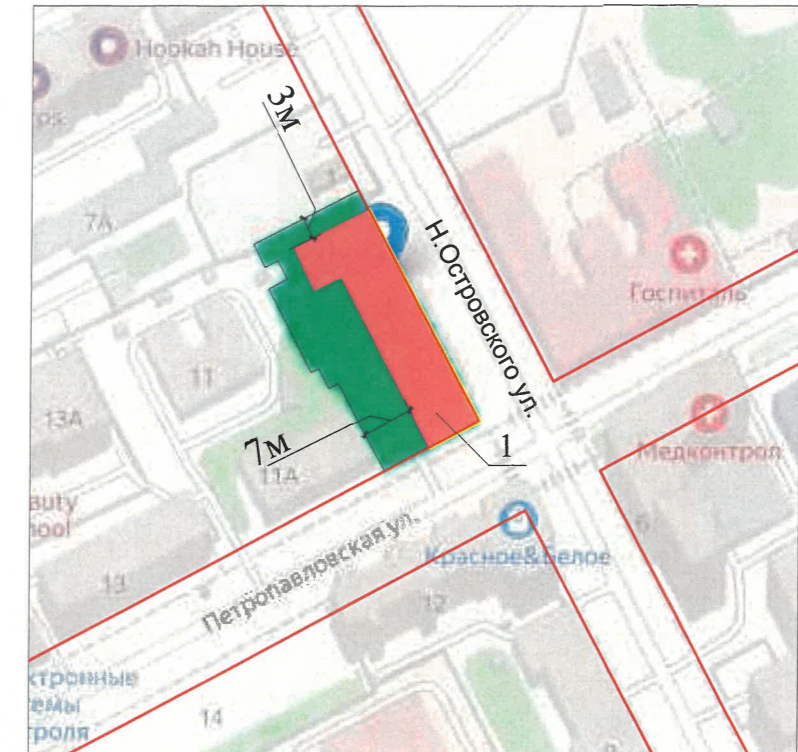 Hookah House
3м
7А
Н.Островского ул.
Госпиталь
11
13А
7м
1
Медконтрол
11А
6
Красное&Белое
Петропавловская ул.
13
12
14